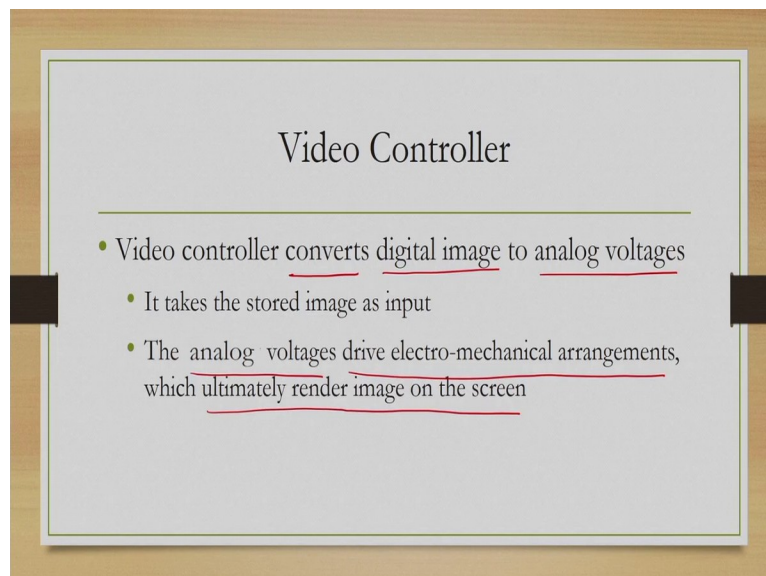 Video Controller
• Video controller converts digital image to analog voltages
• It takes the stored image as input
• The analog voltages drive electro-mechanical arrangements,
which ultimately render image on the screen